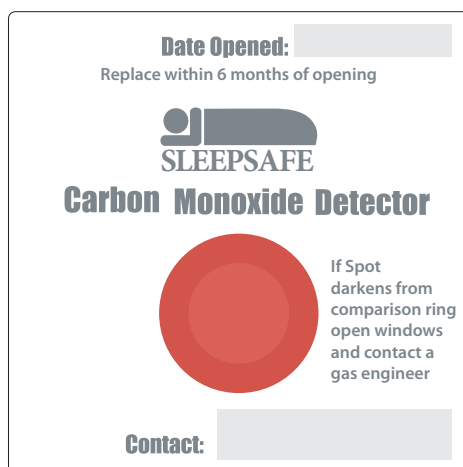 Date Opened:
Replace within 6 months of opening
SLEEPSAFE
Carbon Monoxide Detector
If Spot
darkens from
comparison ring
open windows
and contact a
gas engineer
Contact: